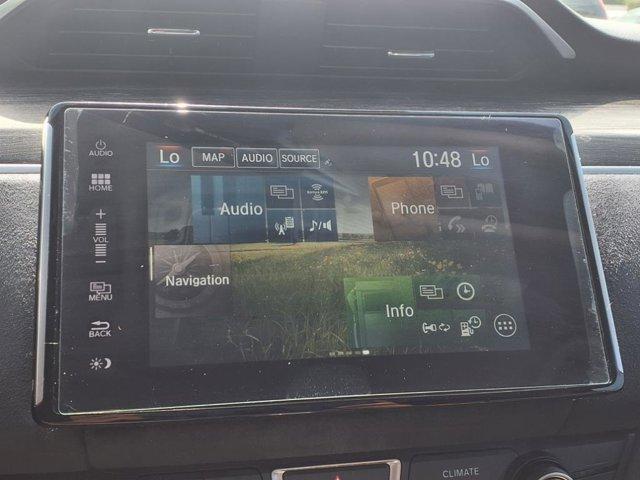 AUDIO
Lo MAP AUDIO SOURCE 10:48 Lo
HOME
Audio
Phone
+
VOL
Navigation
MENU
Info
BACK
CLIMATE